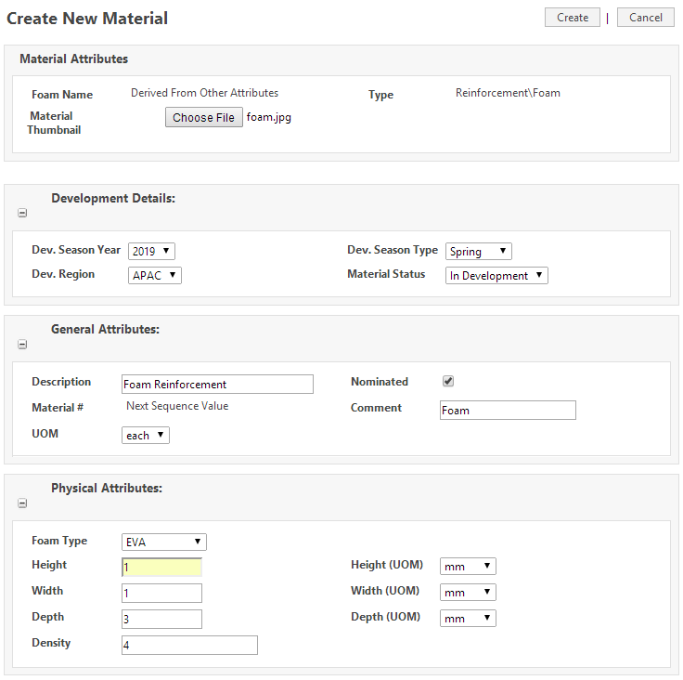 Create New Material
Create | Cancel
Material Attributes
Foam Name Derived From Other Attributes Type Reinforcement\Foam
Material Thumbnail Choose File foam.jpg
Development Details:
Dev. Season Year 2019 Dev. Season Type Spring
Dev. Region APAC Material Status In Development
General Attributes:
Description Foam Reinforcement Nominated
Material # Next Sequence Value Comment Foam
UOM each
Physical Attributes:
Foam Type EVA
Height 1 Height (UOM) mm
Width 1 Width (UOM) mm
Depth 3 Depth (UOM) mm
Density 4